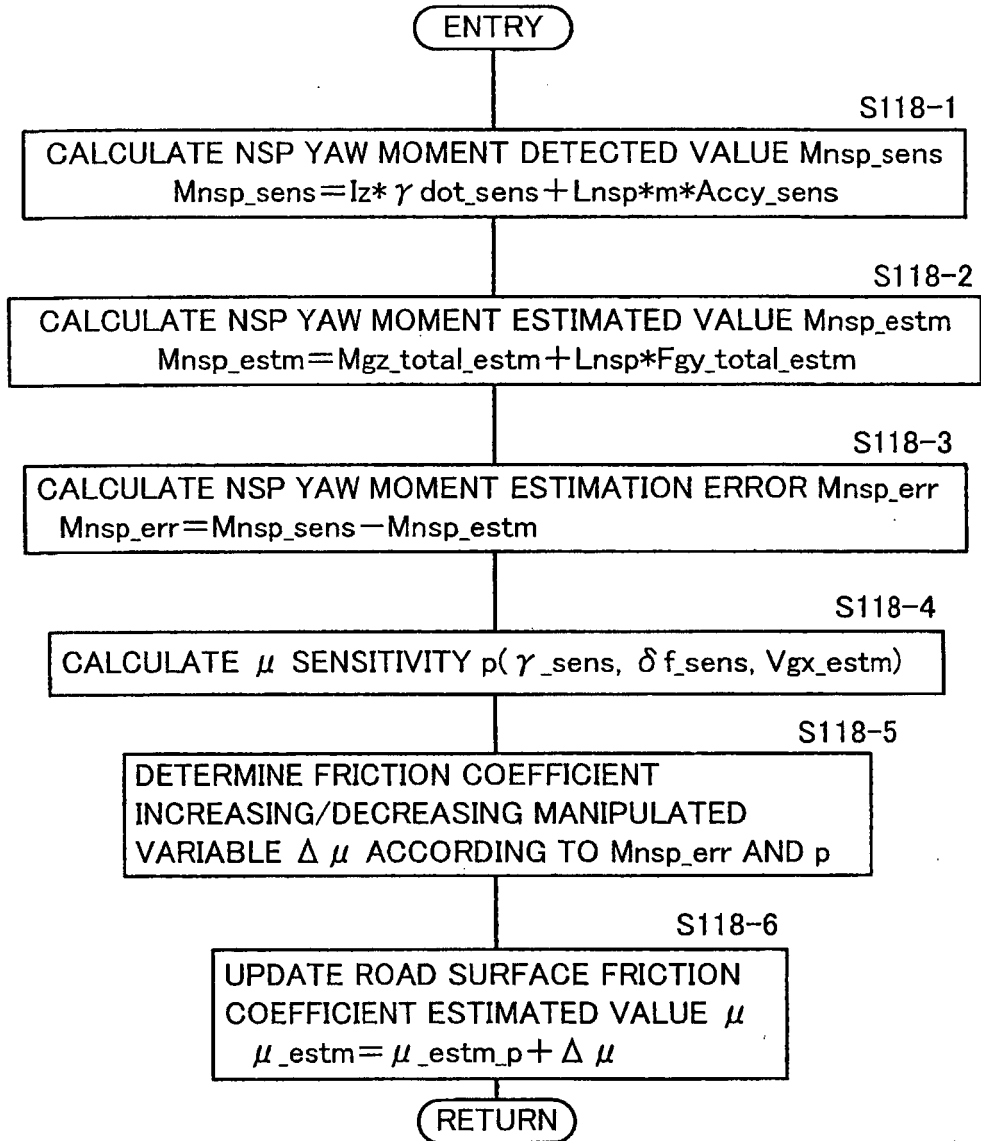 ENTRY
S118-1
CALCULATE NSP YAW MOMENT DETECTED VALUE Mnsp_sens
Mnsp_sens=Iz*γ dot_sens+Lnsp*m*Accy_sens
S118-2
CALCULATE NSP YAW MOMENT ESTIMATED VALUE Mnsp_estm
Mnsp_estm=Mgz_total_estm+Lnsp*Fgy_total_estm
S118-3
CALCULATE NSP YAW MOMENT ESTIMATION ERROR Mnsp_err
Mnsp_err=Mnsp_sens−Mnsp_estm
S118-4
CALCULATE μ SENSITIVITY p(γ_sens, δf_sens, Vgx_estm)
S118-5
DETERMINE FRICTION COEFFICIENT
INCREASING/DECREASING MANIPULATED
VARIABLE Δμ ACCORDING TO Mnsp_err AND p
S118-6
UPDATE ROAD SURFACE FRICTION
COEFFICIENT ESTIMATED VALUE μ
μ_estm=μ_estm_p+Δμ
RETURN